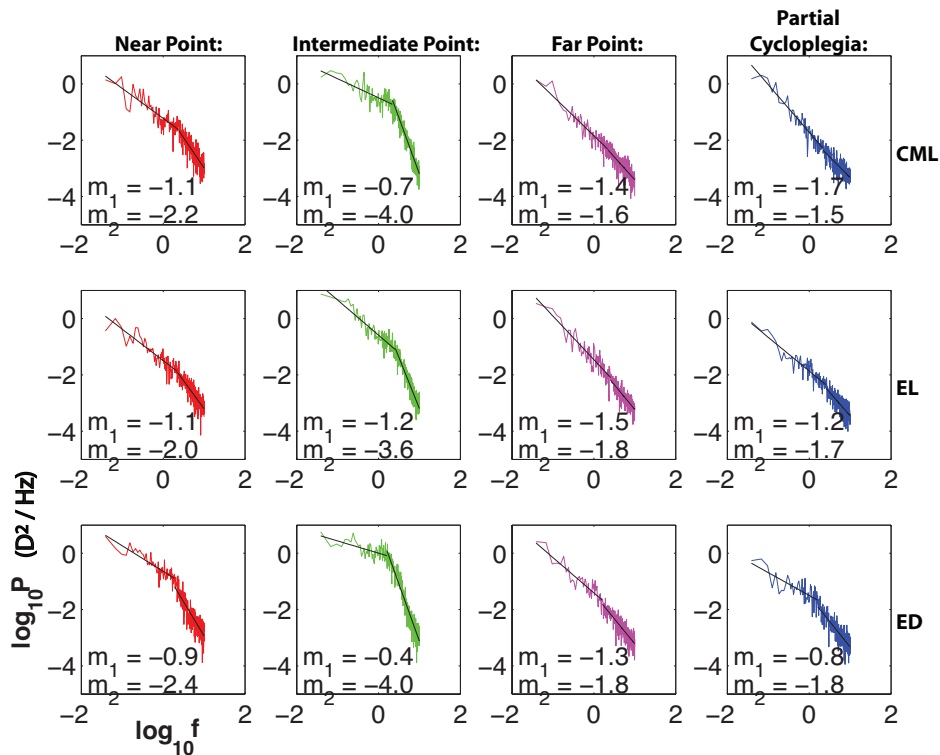 Near Point:
Intermediate Point:
Far Point:
Partial
Cycloplegia:
0
−2
−4
m1 = −1.1
m2 = −2.2
−2 0 2
0
−2
−4
m1 = −0.7
m2 = −4.0
−2 0 2
0
−2
−4
m1 = −1.4
m2 = −1.6
−2 0 2
0
−2
−4
m1 = −1.7
m2 = −1.5
−2 0 2
CML
0
−2
−4
m1 = −1.1
m2 = −2.0
−2 0 2
0
−2
−4
m1 = −1.2
m2 = −3.6
−2 0 2
0
−2
−4
m1 = −1.5
m2 = −1.8
−2 0 2
0
−2
−4
m1 = −1.2
m2 = −1.7
−2 0 2
EL
log10P (D2 / Hz)
0
−2
−4
m1 = −0.9
m2 = −2.4
−2 0 2
log10f
0
−2
−4
m1 = −0.4
m2 = −4.0
−2 0 2
0
−2
−4
m1 = −1.3
m2 = −1.8
−2 0 2
0
−2
−4
m1 = −0.8
m2 = −1.8
−2 0 2
ED